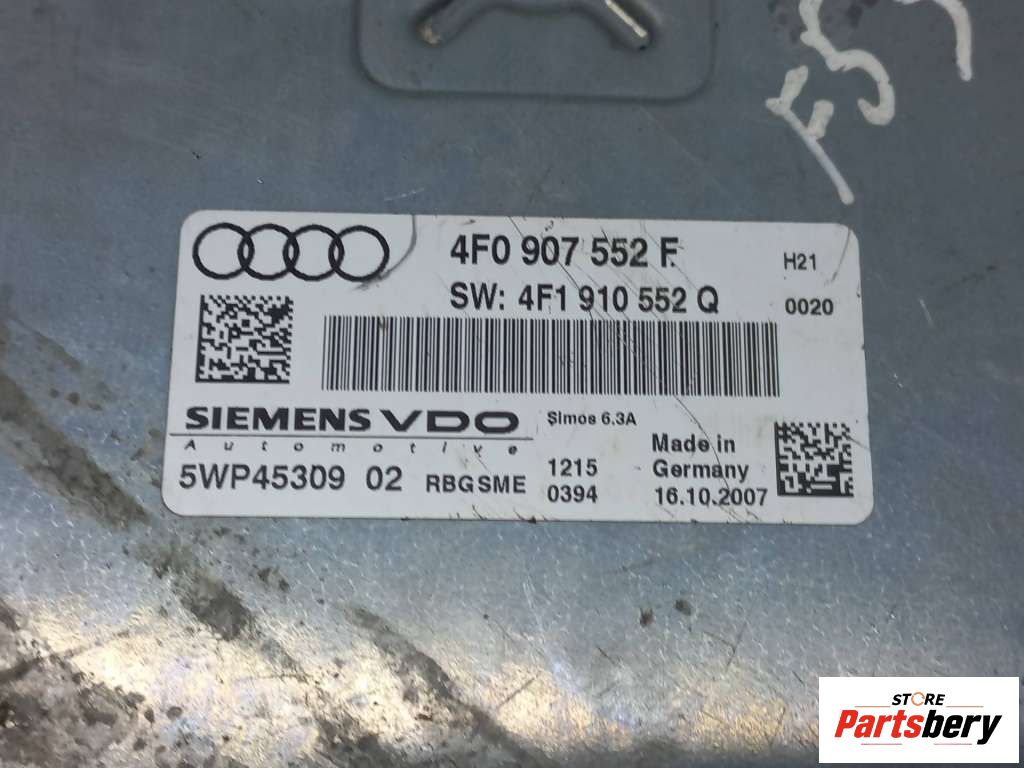 F55
4F0 907 552 F
H21
SW: 4F1 910 552 Q
0020
SIEMENS VDO
Automotive
Simos 6.3A
5WP45309 02 RBGSME
1215
0394
Made in
Germany
16.10.2007
STORE
Partsbery